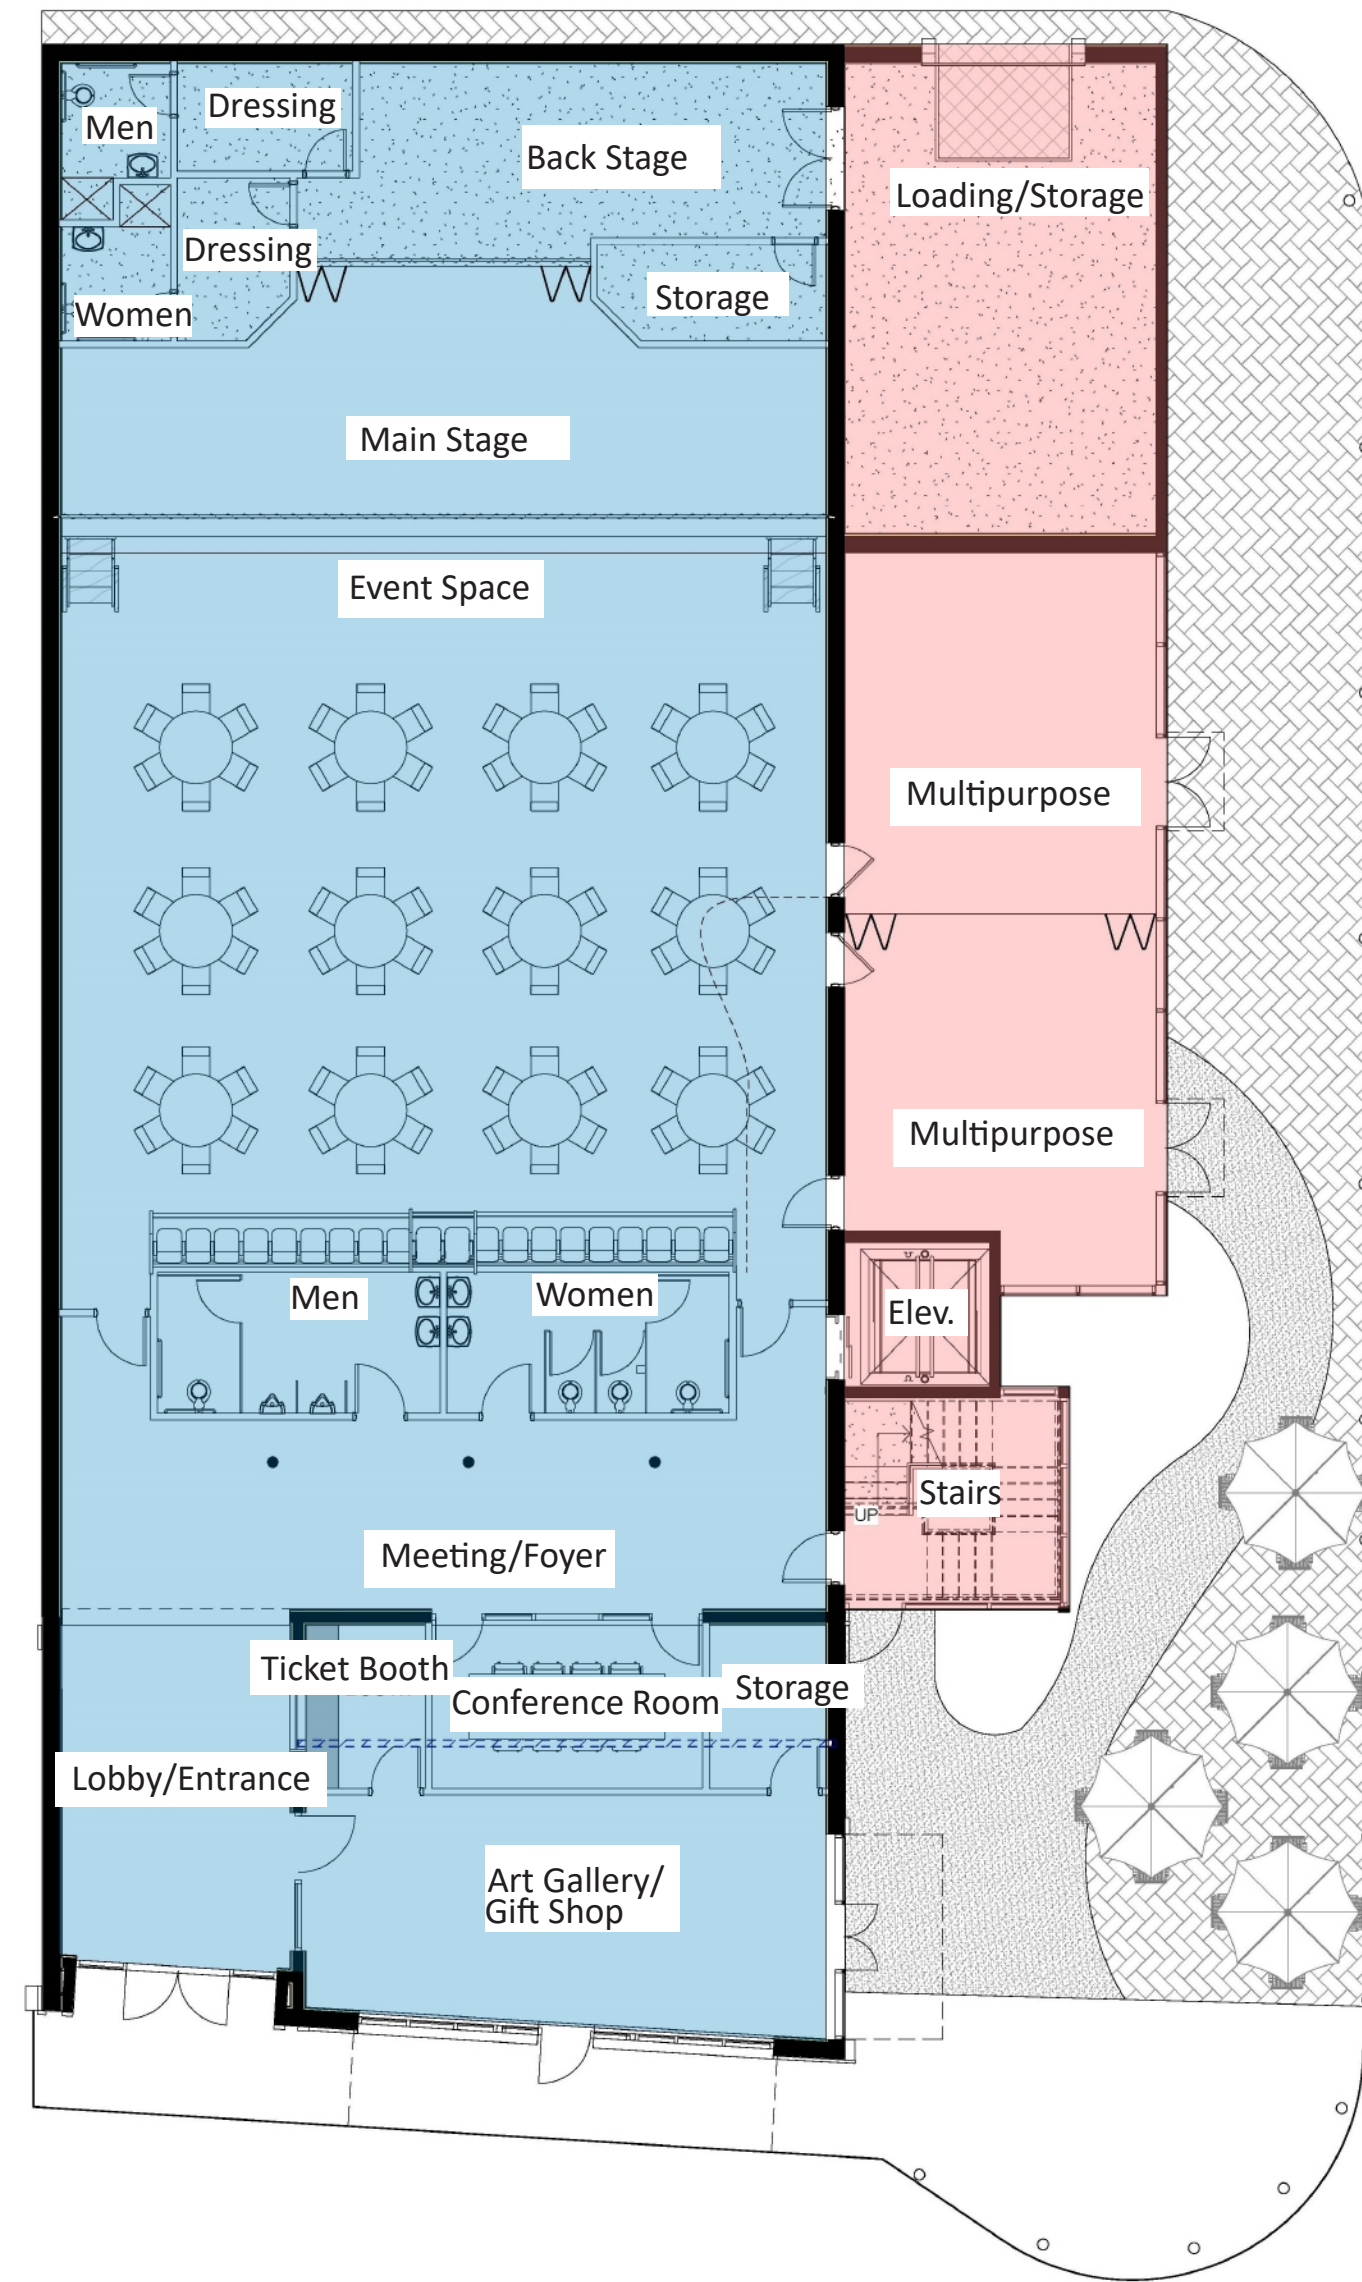 Men
Dressing
Back Stage
Loading/Storage
Dressing
Women
Storage
Main Stage
Event Space
Multipurpose
Multipurpose
Men
Women
Elev.
Stairs
UP
Meeting/Foyer
Ticket Booth
Conference Room
Storage
Lobby/Entrance
Art Gallery/
Gift Shop